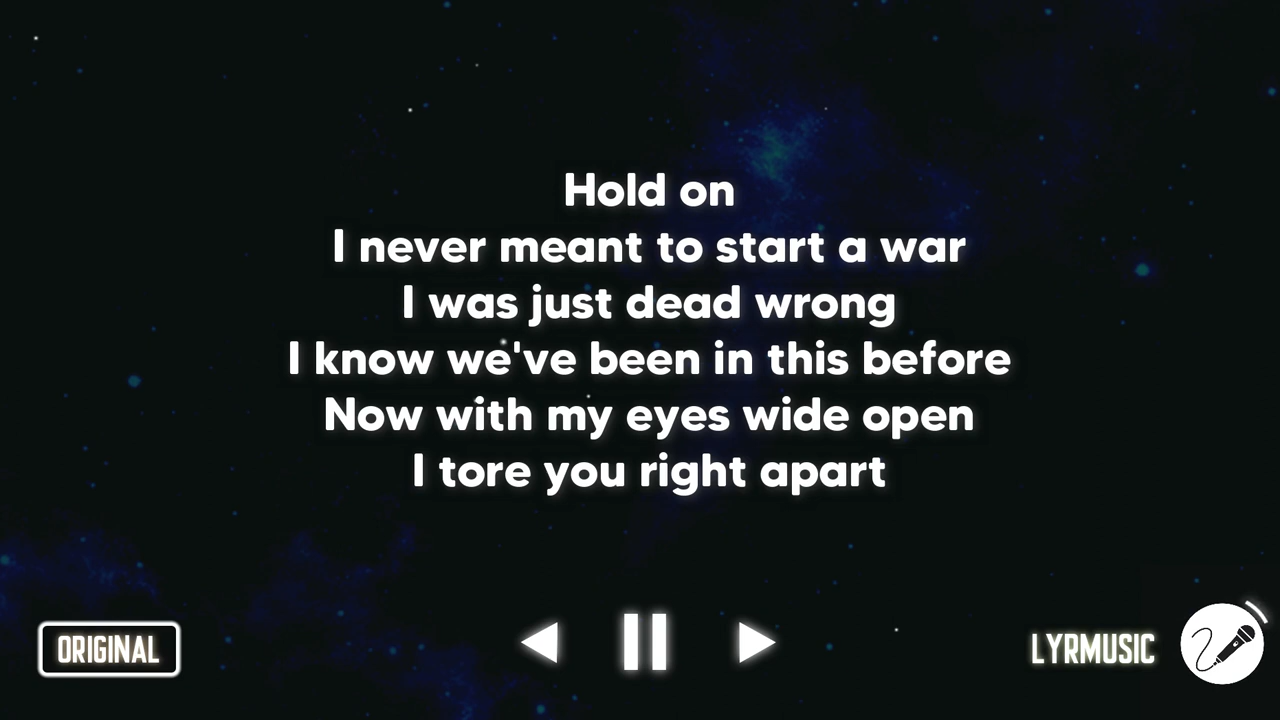 Hold on
I never meant to start a war
I was just dead wrong
I know we've been in this before
Now with my eyes wide open
I tore you right apart
ORIGINAL
LYRMUSIC